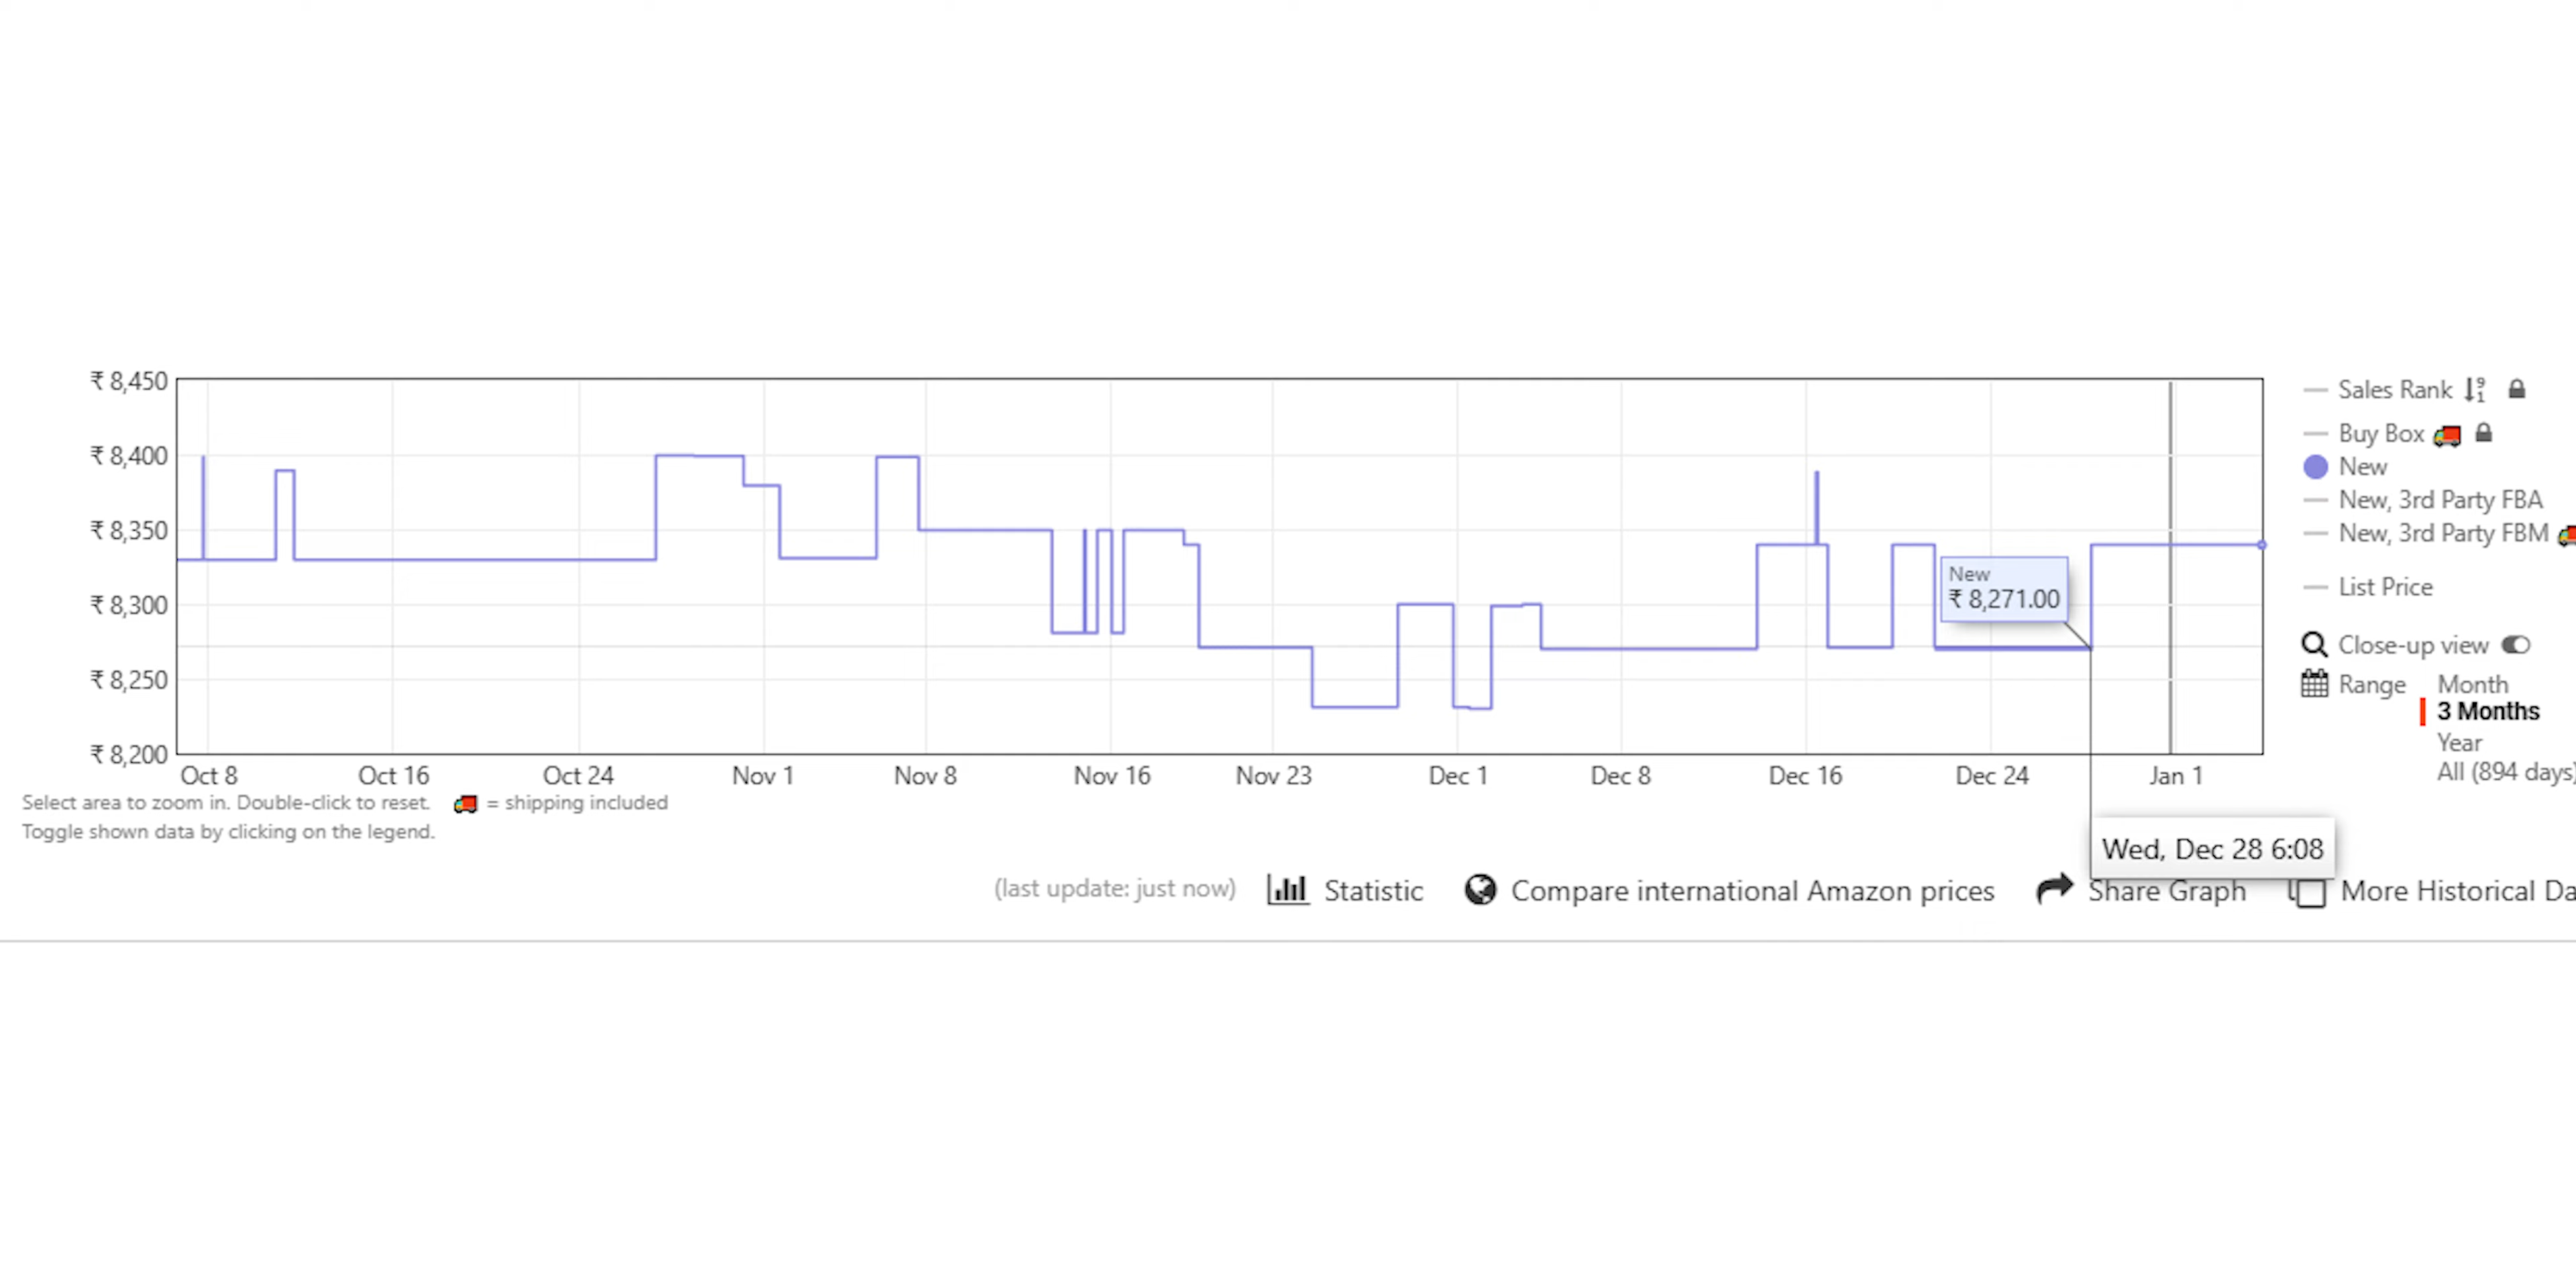 ₹ 8,450
₹ 8,400
₹ 8,350
₹ 8,300
₹ 8,250
₹ 8,200
Oct 8 Oct 16 Oct 24 Nov 1 Nov 8 Nov 16 Nov 23 Dec 1 Dec 8 Dec 16 Dec 24 Jan 1
New
₹ 8,271.00
Wed, Dec 28 6:08
Sales Rank
Buy Box
New
New, 3rd Party FBA
New, 3rd Party FBM
List Price
Close-up view
Range Month
3 Months
Year
All (894 days)
Select area to zoom in. Double-click to reset. = shipping included
Toggle shown data by clicking on the legend.
(last update: just now) Statistic Compare international Amazon prices Share Graph More Historical Da